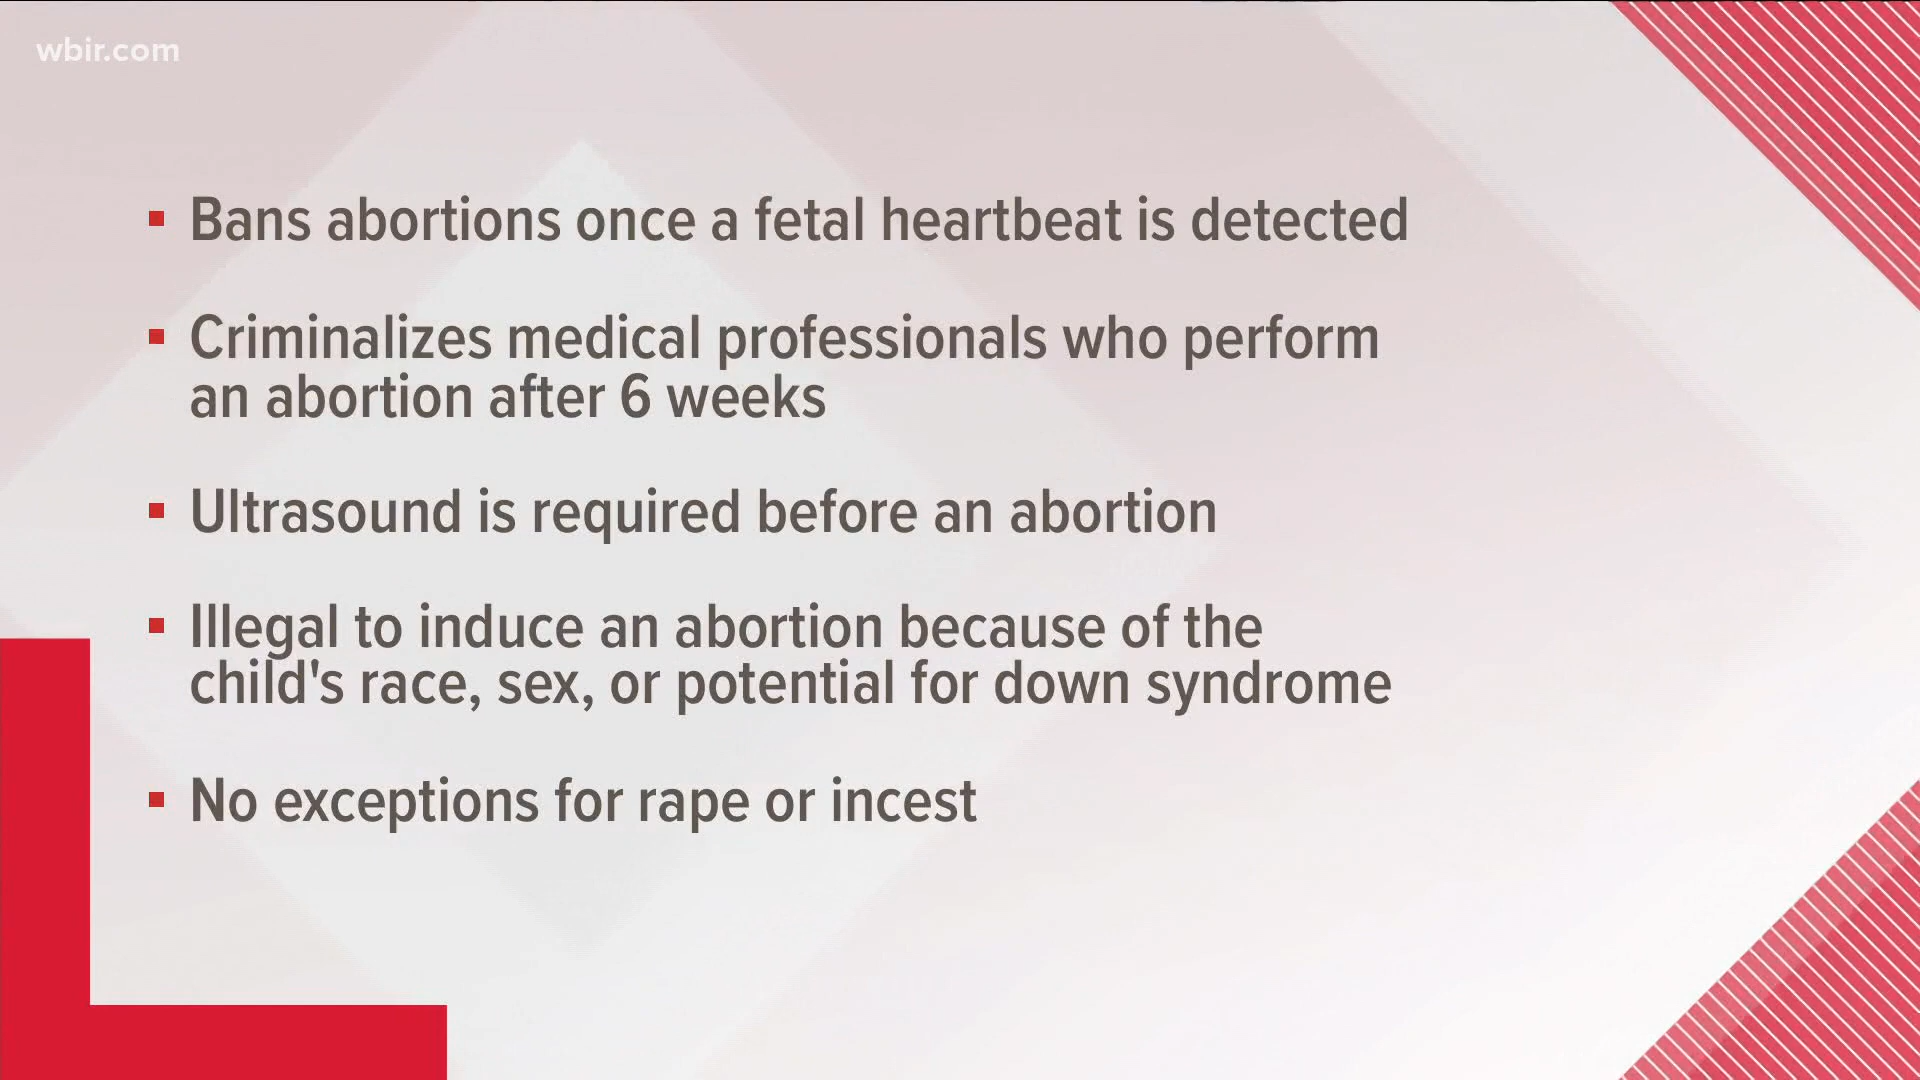 wbir.com
Bans abortions once a fetal heartbeat is detected
Criminalizes medical professionals who perform
an abortion after 6 weeks
Ultrasound is required before an abortion
Illegal to induce an abortion because of the
child's race, sex, or potential for down syndrome
No exceptions for rape or incest